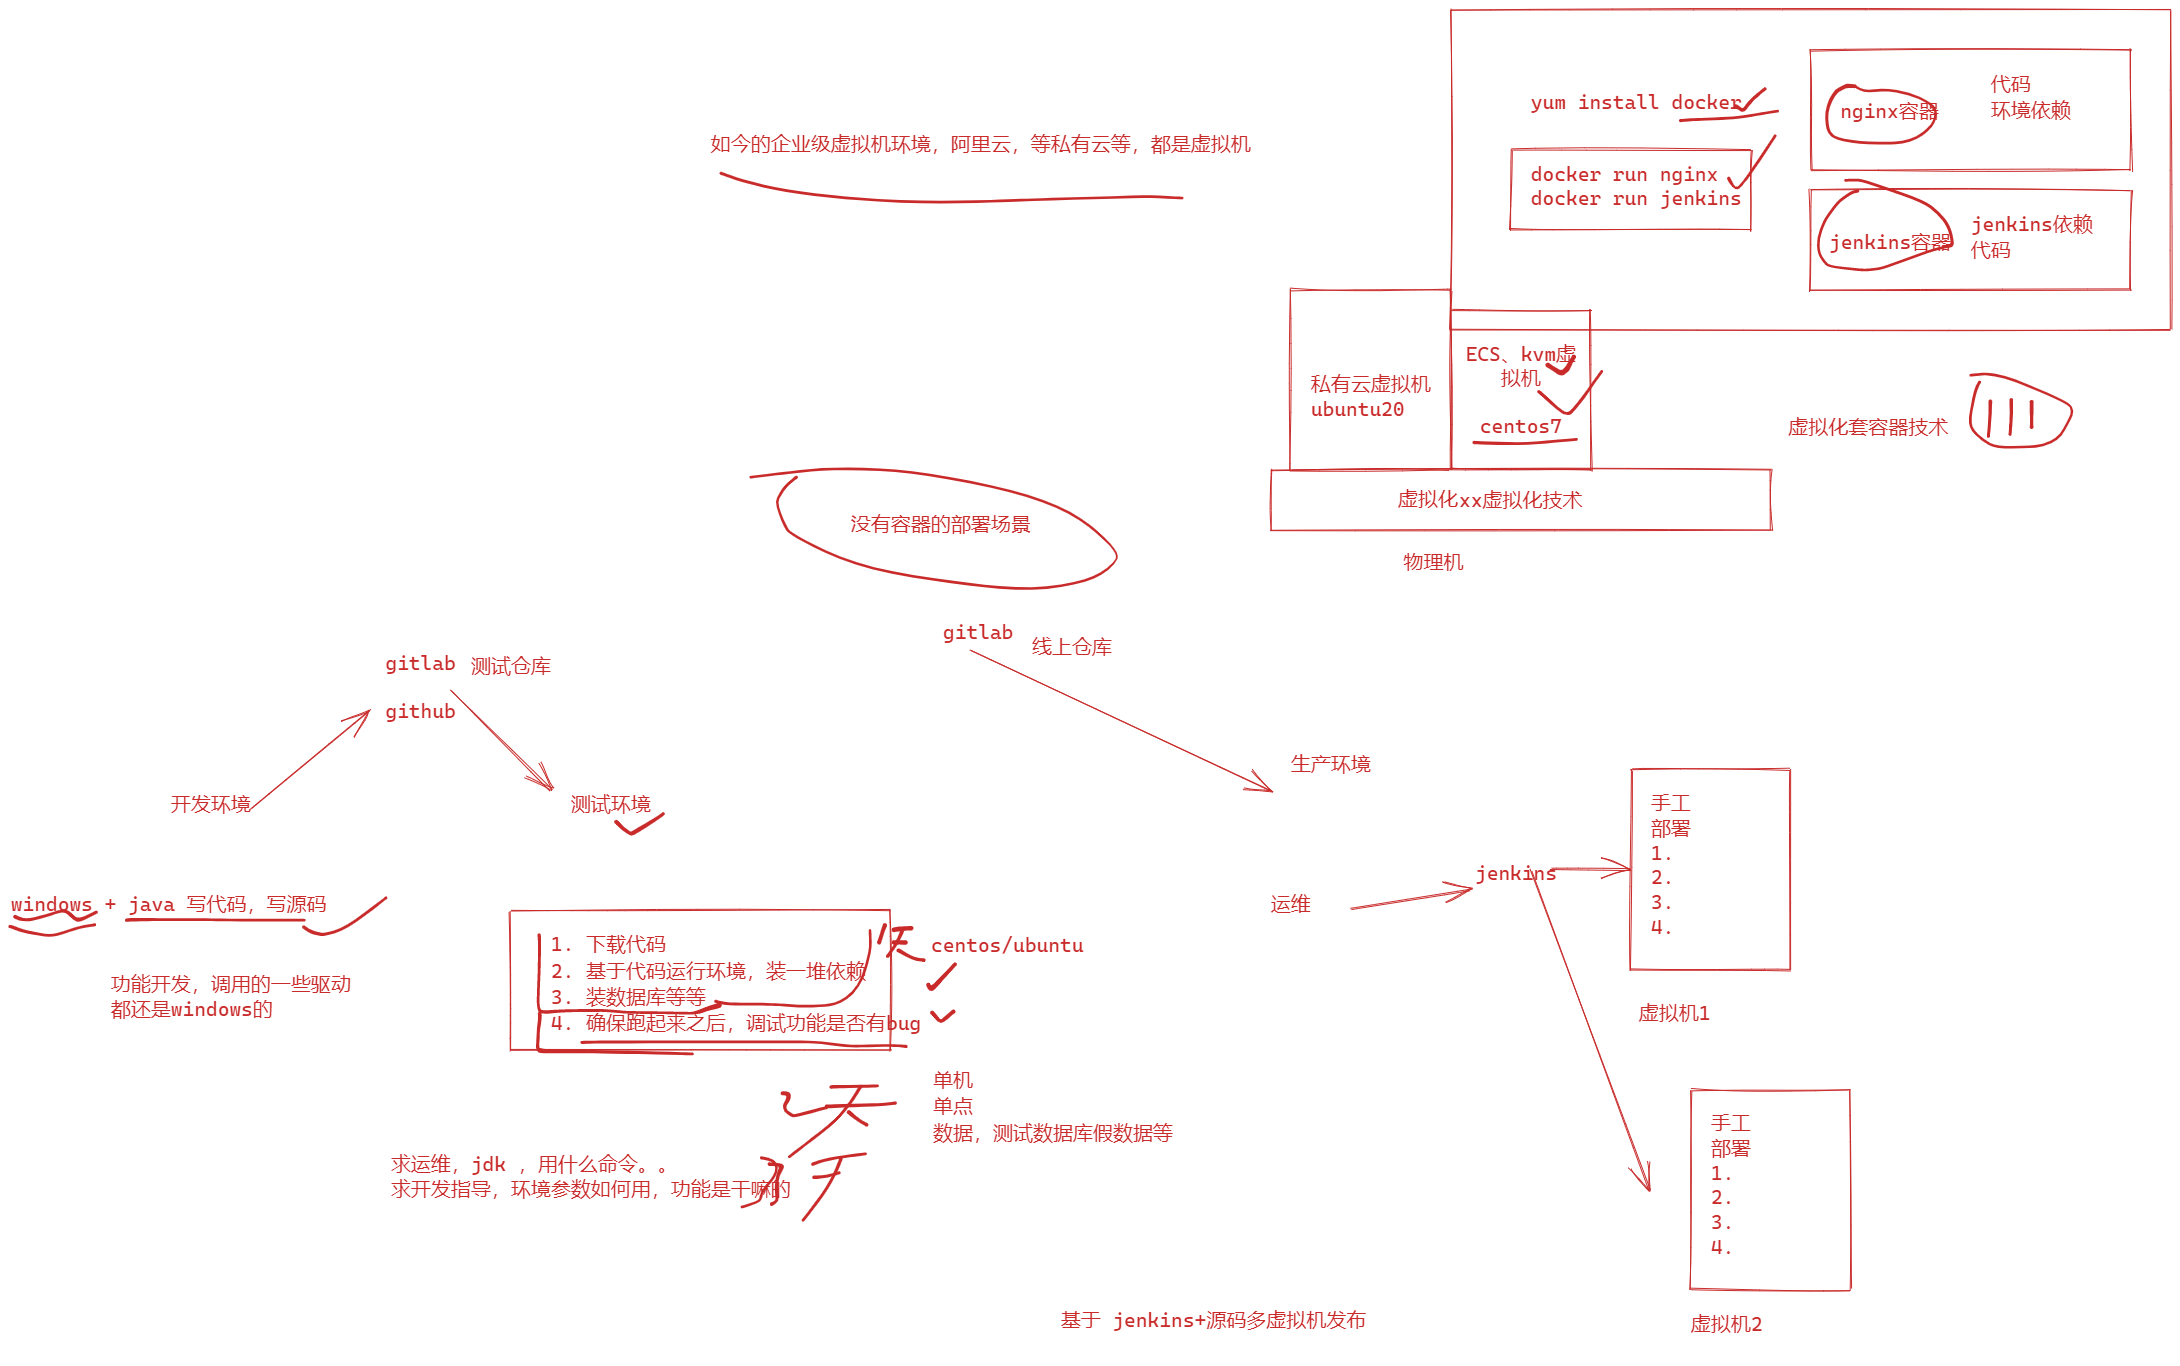 如今的企业级虚拟机环境，阿里云，等私有云等，都是虚拟机
yum install docker
docker run nginx
docker run jenkins
nginx容器
代码
环境依赖
jenkins容器
jenkins依赖
代码
私有云虚拟机
ubuntu20
ECS、kvm虚
拟机
centos7
虚拟化套容器技术
虚拟化xx虚拟化技术
物理机
没有容器的部署场景
gitlab 测试仓库
github
gitlab 线上仓库
开发环境
测试环境
生产环境
windows + java 写代码，写源码
功能开发，调用的一些驱动
都还是windows的
1. 下载代码
2. 基于代码运行环境，装一堆依赖
3. 装数据库等等
4. 确保跑起来之后，调试功能是否有bug
centos/ubuntu
单机
单点
数据，测试数据库假数据等
求运维，jdk ，用什么命令。。
求开发指导，环境参数如何用，功能是干嘛的
运维
jenkins
手工
部署
1.
2.
3.
4.
虚拟机1
手工
部署
1.
2.
3.
4.
虚拟机2
基于 jenkins+源码多虚拟机发布